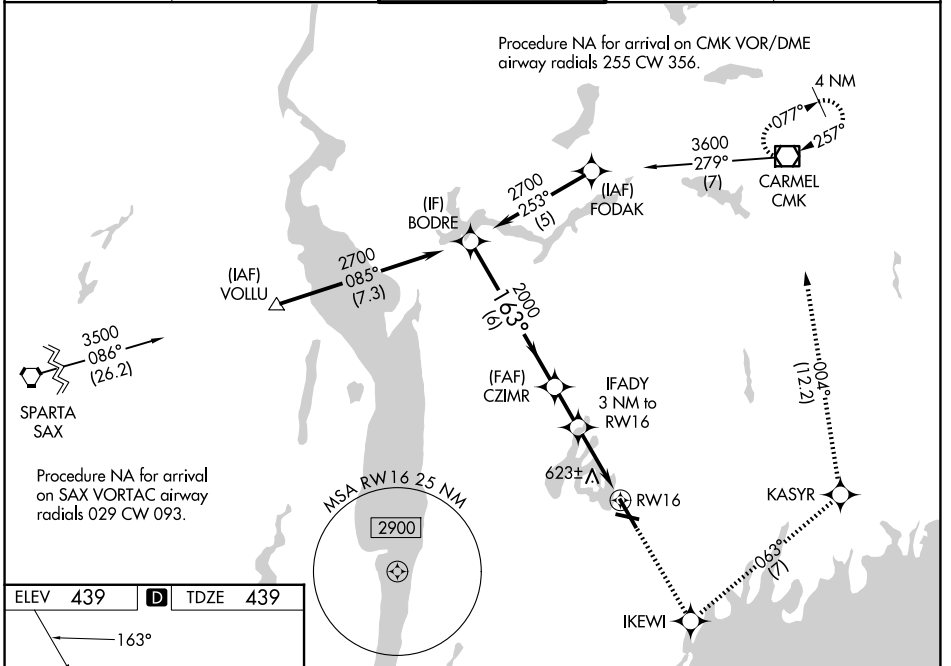 Procedure NA for arrival on CMK VOR/DME
airway radials 255 CW 356.
4 NM
077°
257°
3600
279°
(7)
CARMEL
CMK
2700
253°
(5)
(IAF)
FODAK
(IF)
BODRE
2700
085°
(7.3)
(IAF)
VOLLU
2000
163°
(6)
3500
086°
(26.2)
SPARTA
SAX
(FAF)
CZIMR
IFADY
3 NM to
RW16
004°
(12.2)
Procedure NA for arrival
on SAX VORTAC airway
radials 029 CW 093.
623±
RW16
KASYR
MSA RW16 25 NM
2900
063°
(7)
IKEWI
ELEV 439 D TDZE 439
163°